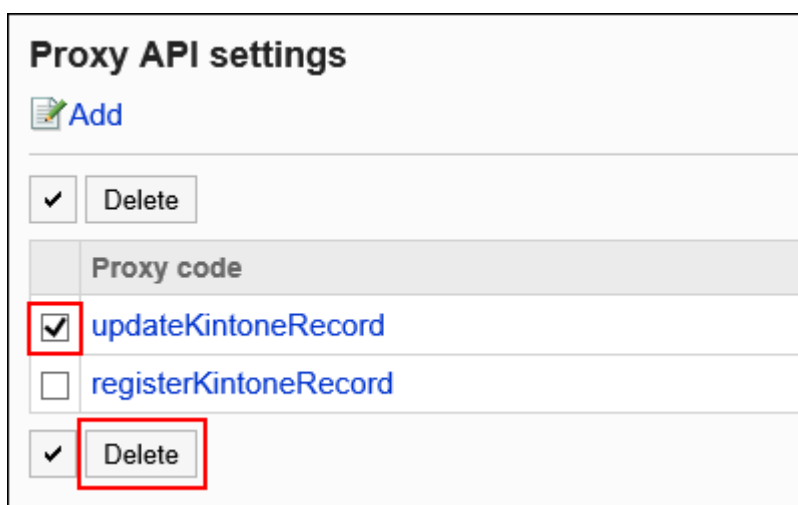 Proxy API settings
Add
Delete
Proxy code
updateKintoneRecord
registerKintoneRecord
Delete